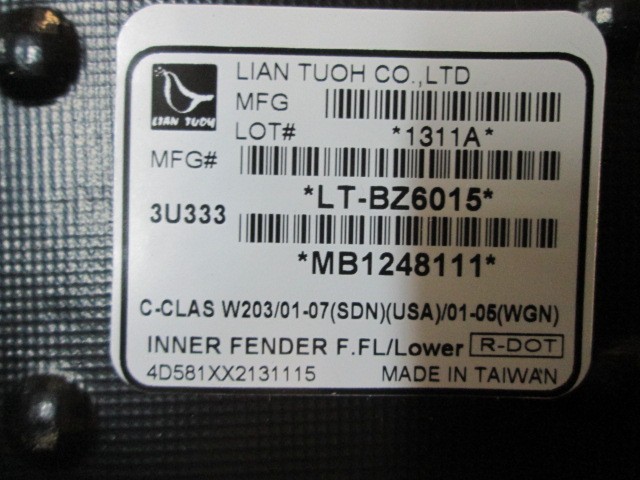 LIAN TUOH
LIAN TUOH CO.,LTD
MFG
LOT#
*1311A*
MFG#
*LT-BZ6015*
3U333
*MB1248111*
C-CLAS W203/01-07(SDN)(USA)/01-05(WGN)
INNER FENDER F.FL/Lower R-DOT
4D581XX2131115 MADE IN TAIWAN